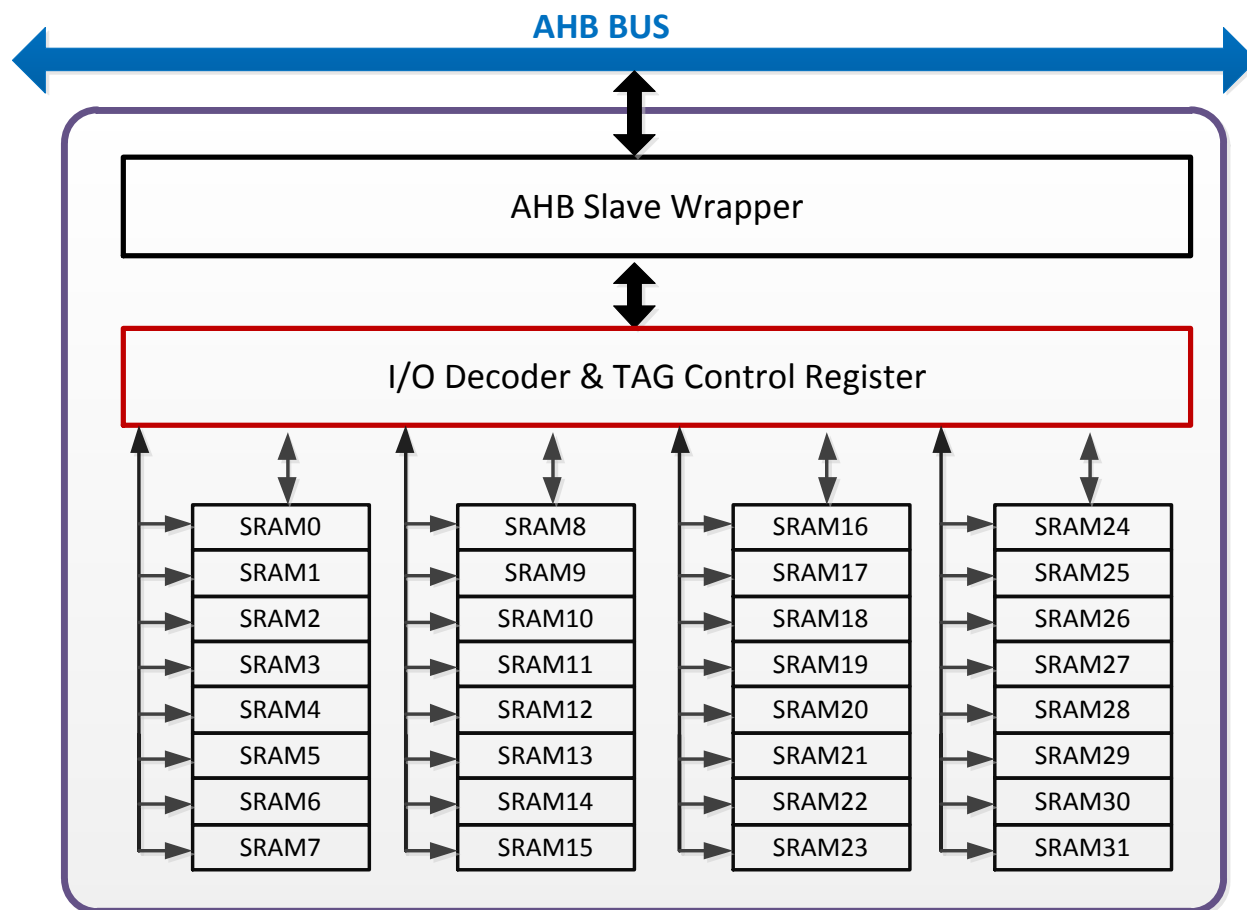 AHB BUS
AHB Slave Wrapper
I/O Decoder & TAG Control Register
SRAM0
SRAM1
SRAM2
SRAM3
SRAM4
SRAM5
SRAM6
SRAM7
SRAM8
SRAM9
SRAM10
SRAM11
SRAM12
SRAM13
SRAM14
SRAM15
SRAM16
SRAM17
SRAM18
SRAM19
SRAM20
SRAM21
SRAM22
SRAM23
SRAM24
SRAM25
SRAM26
SRAM27
SRAM28
SRAM29
SRAM30
SRAM31